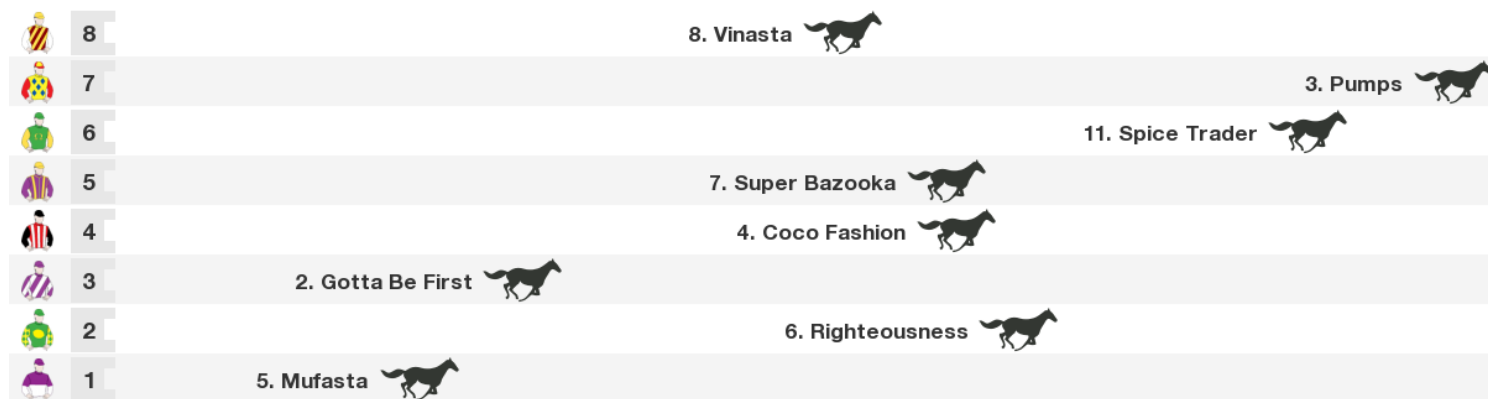 8 8. Vinasta
7 3. Pumps
6 11. Spice Trader
5 7. Super Bazooka
4 4. Coco Fashion
3 2. Gotta Be First
2 6. Righteousness
1 5. Mufasta